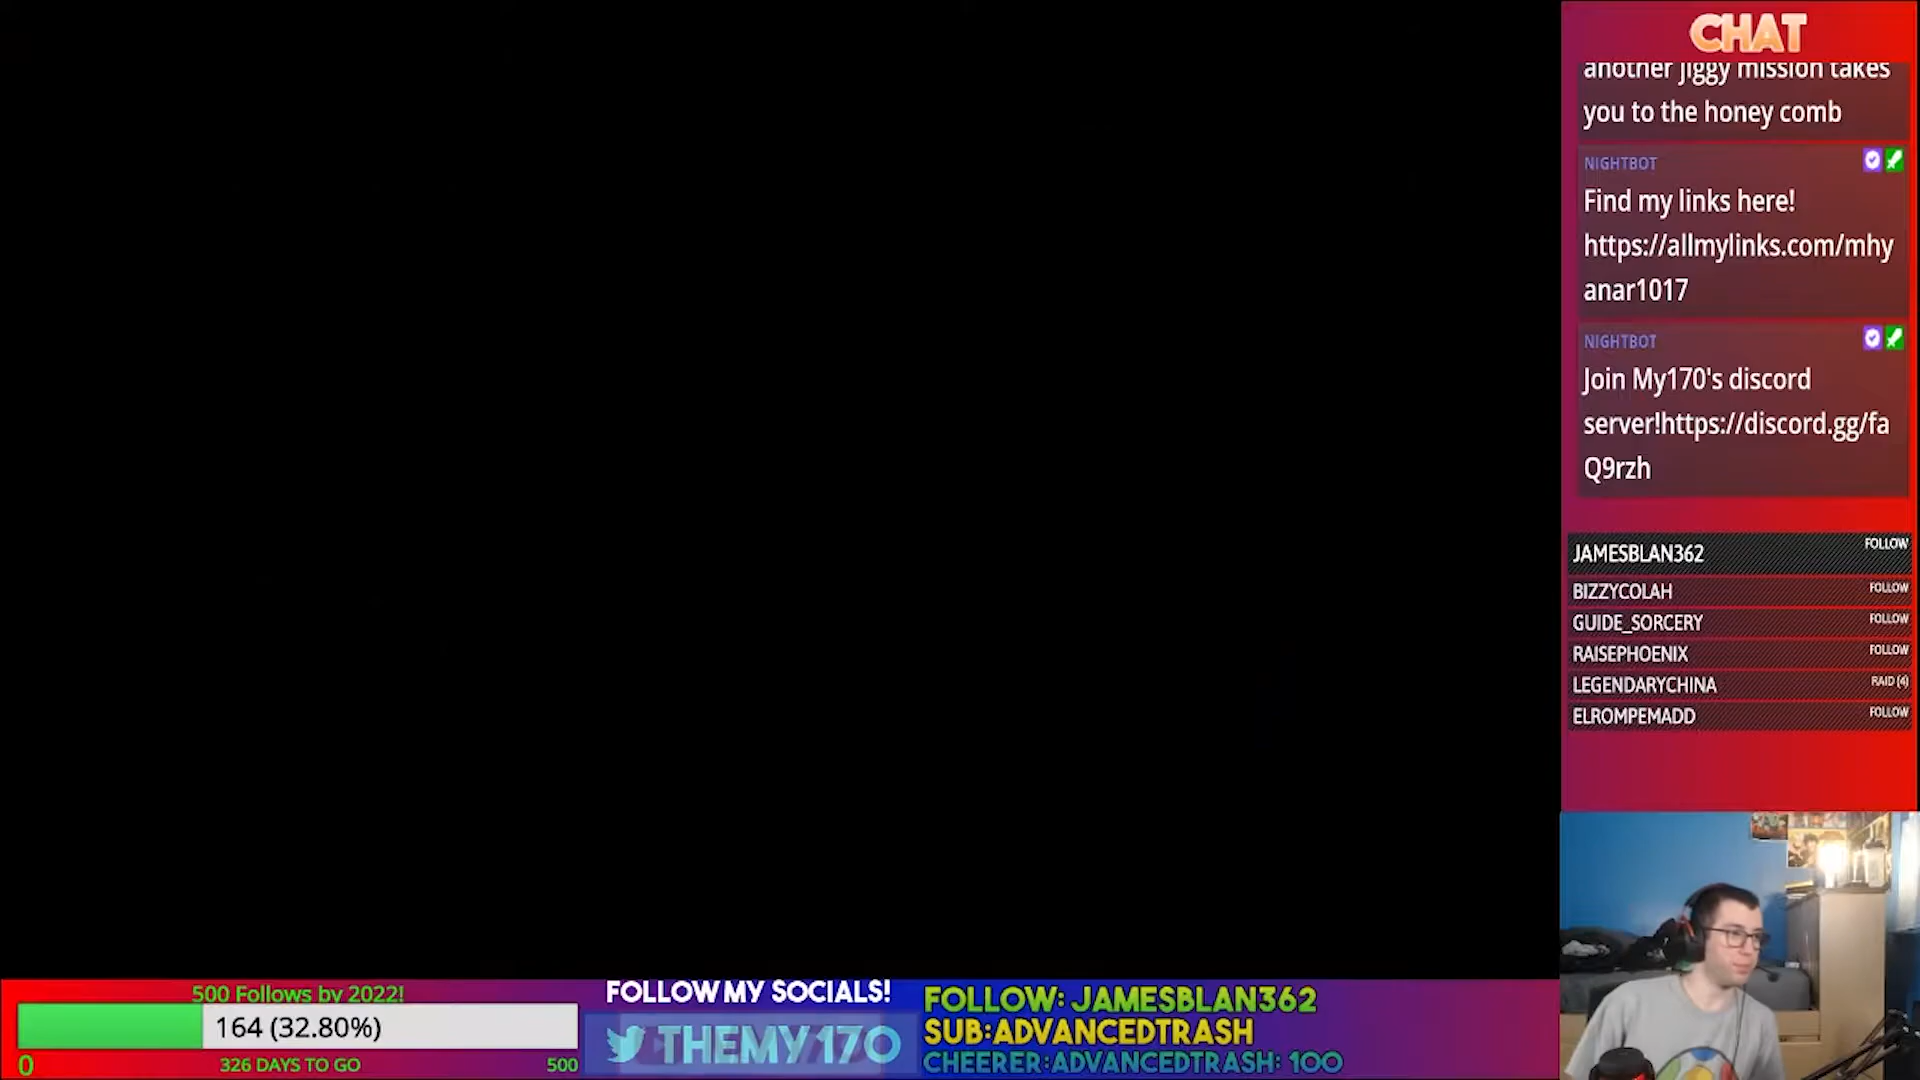 CHAT
another jiggy mission takes
you to the honey comb
NIGHTBOT
Find my links here!
https://allmylinks.com/mhy
anar1017
NIGHTBOT
Join My170's discord
server!https://discord.gg/fa
Q9rzh
JAMESBLAN362 FOLLOW
BIZZYCOLAH FOLLOW
GUIDE_SORCERY FOLLOW
RAISEPHOENIX FOLLOW
LEGENDARYCHINA RAID (4)
ELROMPEMADD FOLLOW
500 Follows by 2022!
164 (32.80%)
0 326 DAYS TO GO 500
FOLLOW MY SOCIALS!
THEMY170
FOLLOW: JAMESBLAN362
SUB:ADVANCEDTRASH
CHEERER:ADVANCEDTRASH: 100